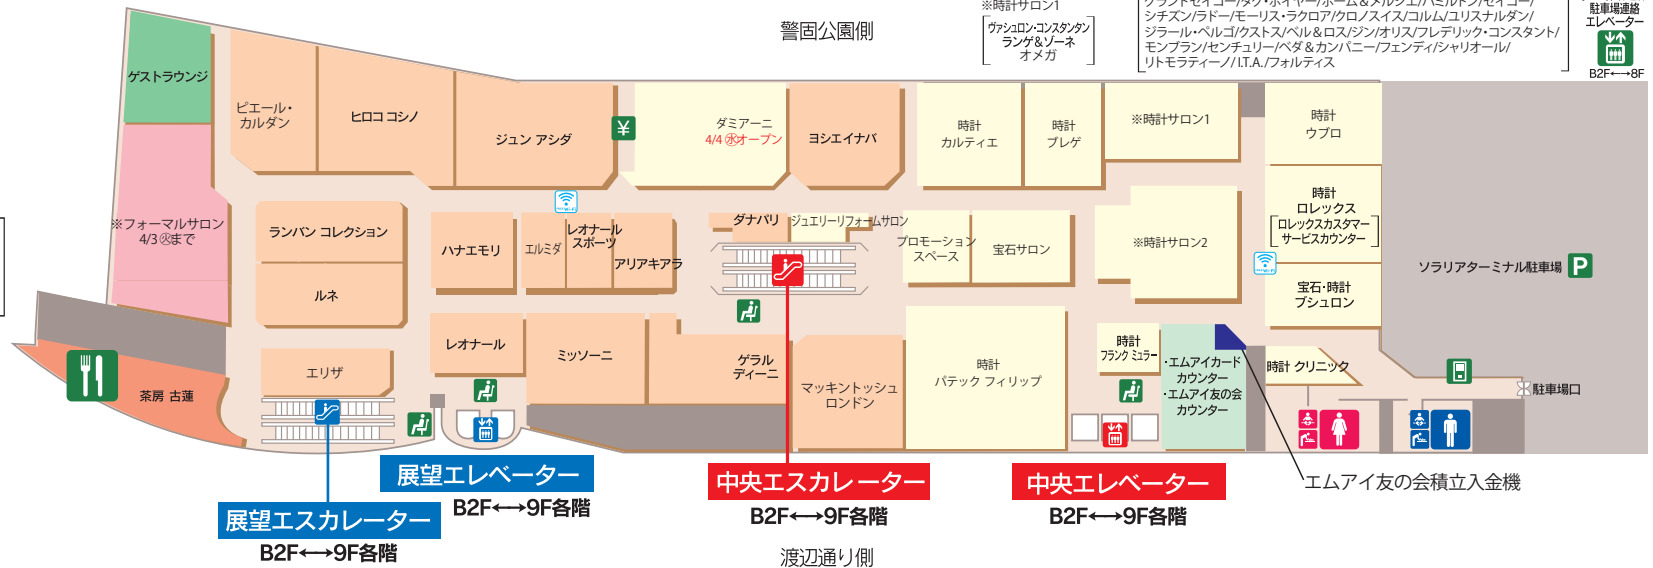 警固公園側
※時計サロン1
ヴァシュロン・コンスタンタン
ランゲ&ゾーネ
オメガ
シチズン/ラドー/モーリス・ラクロア/クロノスイス/コルム/ユリスナルダン/
ジラール・ペルゴ/クストス/ベル&ロス/ジン/オリス/フレデリック・コンスタント/
モンブラン/センチュリー/ペダ&カンパニー/フェンディ/シャリオール/
リトモラティーノ/I.T.A./フォルティス
駐車場連絡
エレベーター
B2F↔8F
ゲストラウンジ
ピエール・
カルダン
ヒロコ コシノ
ジュン アシダ
¥
ダミアーニ
4/4㊌オープン
ヨシエイナバ
時計
カルティエ
時計
ブレゲ
※時計サロン1
時計
ウブロ
※フォーマルサロン
4/3㊋まで
ランバン コレクション
ルネ
ハナエモリ
エルミダ
レオナール
スポーツ
アリアキアラ
ダナパリ
ジュエリーリフォームサロン
プロモーション
スペース
宝石サロン
※時計サロン2
時計
ロレックス
ロレックスカスタマー
サービスカウンター
宝石・時計
ブシュロン
ソラリアターミナル駐車場
P
茶房 古蓮
エリザ
レオナール
ミッソーニ
ゲラル
ディーニ
マッキントッシュ
ロンドン
時計
パテック フィリップ
時計
フランク ミュラー
・エムアイカード
カウンター
・エムアイ友の会
カウンター
時計 クリニック
駐車場口
エムアイ友の会積立入金機
展望エスカレーター
B2F↔9F各階
展望エレベーター
B2F↔9F各階
中央エスカレーター
B2F↔9F各階
中央エレベーター
B2F↔9F各階
渡辺通り側